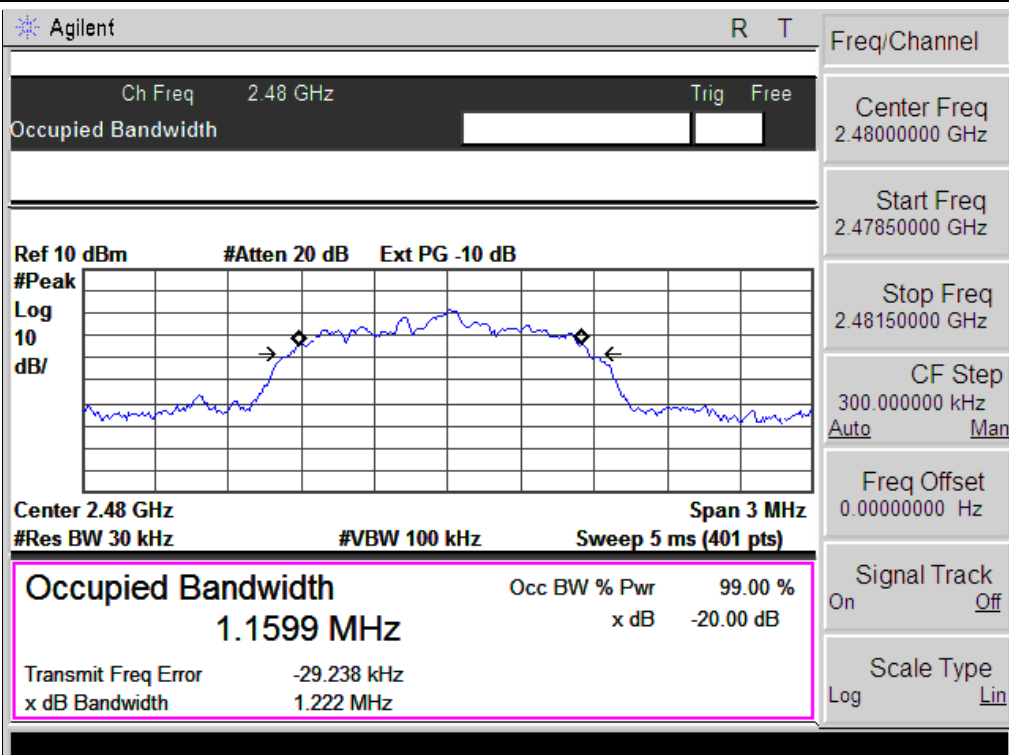 Agilent R T
Ch Freq 2.48 GHz Trig Free
Occupied Bandwidth
Ref 10 dBm #Atten 20 dB Ext PG -10 dB
#Peak
Log
10
dB/
Center 2.48 GHz Span 3 MHz
#Res BW 30 kHz #VBW 100 kHz Sweep 5 ms (401 pts)
Occupied Bandwidth
1.1599 MHz
Occ BW % Pwr 99.00 %
x dB -20.00 dB
Transmit Freq Error -29.238 kHz
x dB Bandwidth 1.222 MHz
Freq/Channel
Center Freq
2.48000000 GHz
Start Freq
2.47850000 GHz
Stop Freq
2.48150000 GHz
CF Step
300.000000 kHz
Auto Man
Freq Offset
0.00000000 Hz
Signal Track
On Off
Scale Type
Log Lin